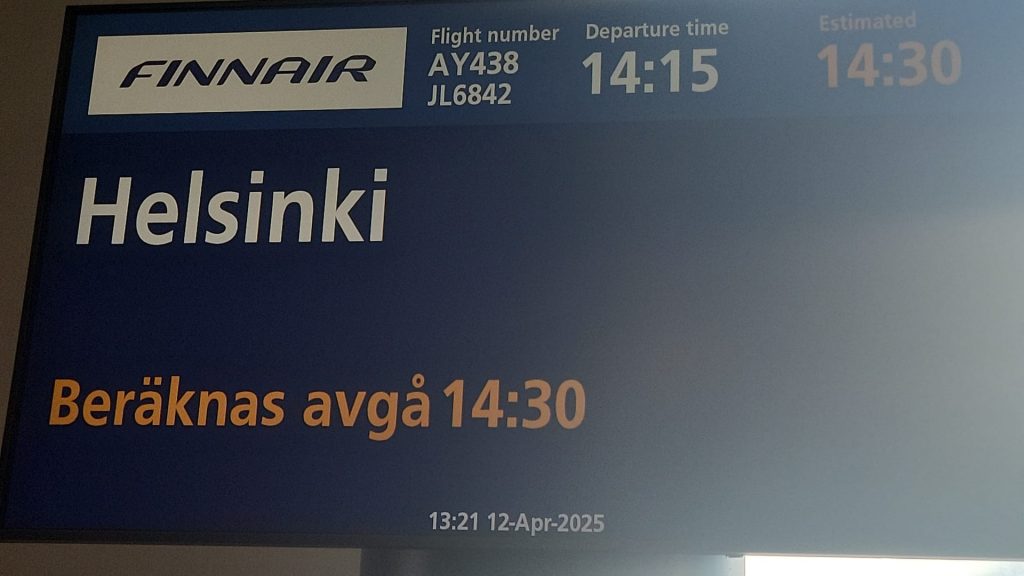 FINNAIR
Flight number
AY438
JL6842
Departure time
14:15
Estimated
14:30
Helsinki
Beräknas avgå 14:30
13:21 12-Apr-2025